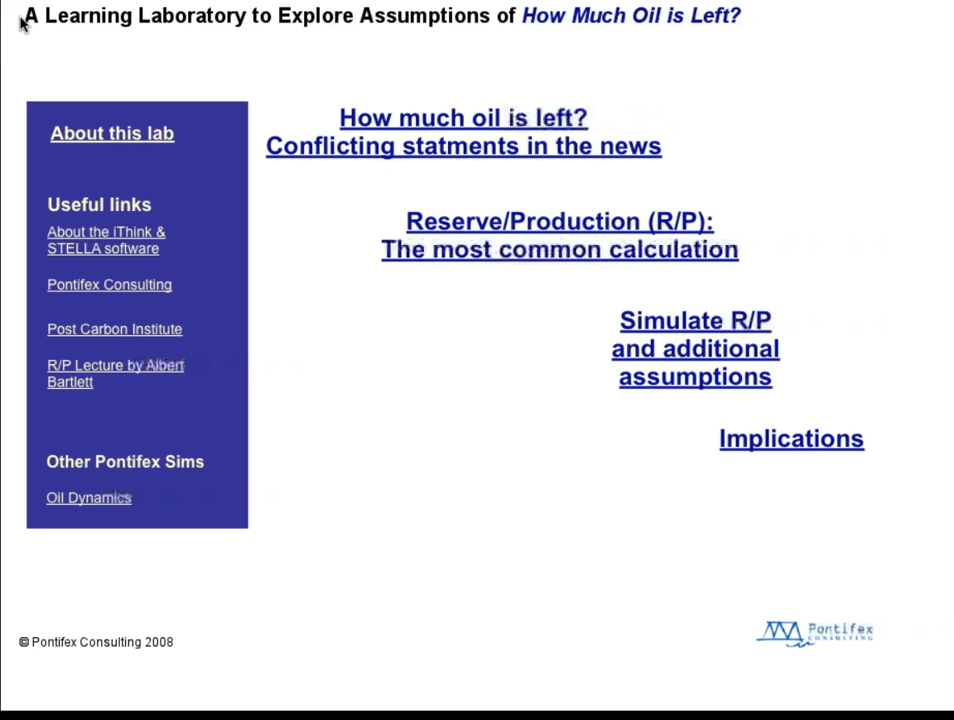 A Learning Laboratory to Explore Assumptions of How Much Oil is Left?
About this lab
Useful links
About the iThink &
STELLA software
Pontifex Consulting
Post Carbon Institute
R/P Lecture by Albert
Bartlett
Other Pontifex Sims
Oil Dynamics
How much oil is left?
Conflicting statments in the news
Reserve/Production (R/P):
The most common calculation
Simulate R/P
and additional
assumptions
Implications
© Pontifex Consulting 2008
Pontifex
CONSULTING